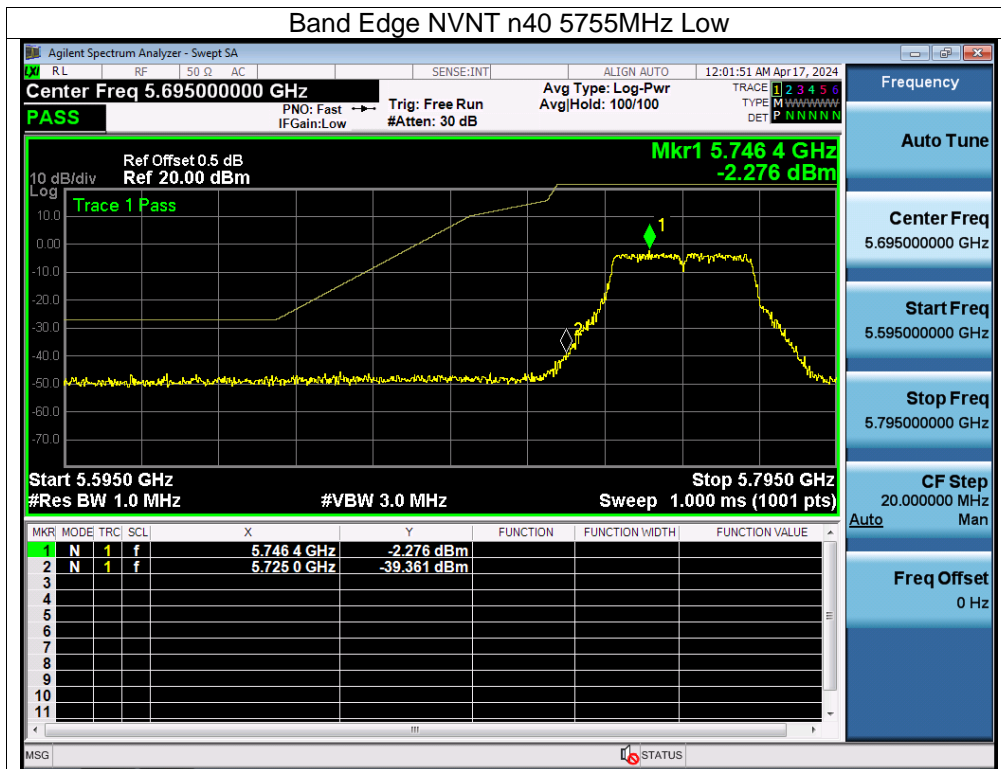 Band Edge NVNT n40 5755MHz Low
Agilent Spectrum Analyzer - Swept SA
LXI RL RF 50 Ω AC SENSE:INT ALIGN AUTO 12:01:51 AM Apr 17, 2024
Center Freq 5.695000000 GHz
PASS
PNO: Fast
IFGain:Low
Trig: Free Run
#Atten: 30 dB
Avg Type: Log-Pwr
Avg|Hold: 100/100
TRACE 1 2 3 4 5 6
TYPE M WWWWW
DET P N N N N N
Ref Offset 0.5 dB
Ref 20.00 dBm
10 dB/div
Log
Mkr1 5.746 4 GHz
-2.276 dBm
Trace 1 Pass
10.0
0.00
-10.0
-20.0
-30.0
-40.0
-50.0
-60.0
-70.0
1
2
Start 5.5950 GHz Stop 5.7950 GHz
#Res BW 1.0 MHz #VBW 3.0 MHz Sweep 1.000 ms (1001 pts)
MKR MODE TRC SCL X Y FUNCTION FUNCTION WIDTH FUNCTION VALUE
1 N 1 f 5.746 4 GHz -2.276 dBm
2 N 1 f 5.725 0 GHz -39.361 dBm
3
4
5
6
7
8
9
10
11
MSG STATUS
Frequency
Auto Tune
Center Freq
5.695000000 GHz
Start Freq
5.595000000 GHz
Stop Freq
5.795000000 GHz
CF Step
20.000000 MHz
Auto Man
Freq Offset
0 Hz